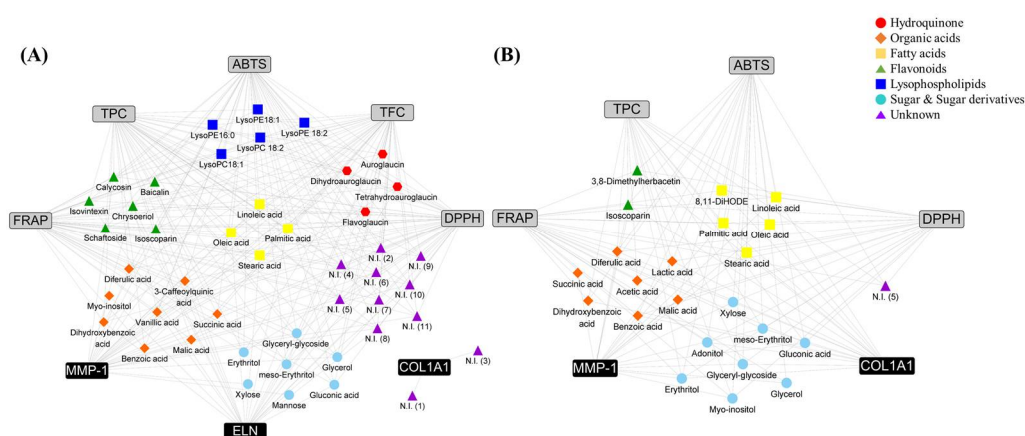 (A)
ABTS
TPC
TFC
LysoPE18:1
LysoPE16:0
LysoPE 18:2
LysoPC 18:2
LysoPC18:1
Auroglaucin
Dihydroauroglaucin
Tetrahydroauroglaucin
Flavoglaucin
Calycosin
Baicalin
Isovintexin
Chrysoeriol
Schaftoside
Isoscoparin
FRAP
DPPH
Linoleic acid
Oleic acid
Palmitic acid
Stearic acid
Diferulic acid
3-Caffeoylquinic
acid
Myo-inositol
Vanillic acid
Succinic acid
Dihydroxybenzoic
acid
Benzoic acid
Malic acid
N.I. (2)
N.I. (4)
N.I. (9)
N.I. (6)
N.I. (10)
N.I. (5)
N.I. (7)
N.I. (11)
N.I. (8)
N.I. (3)
N.I. (1)
Glyceryl-glycoside
Erythritol
Glycerol
meso-Erythritol
Xylose
Gluconic acid
Mannose
MMP-1
COL1A1
ELN
(B)
ABTS
TPC
3,8-Dimethylherbacetin
Isoscoparin
FRAP
DPPH
8,11-DiHODE
Linoleic acid
Palmitic acid
Oleic acid
Stearic acid
Diferulic acid
Lactic acid
Succinic acid
Acetic acid
Dihydroxybenzoic
acid
Malic acid
Benzoic acid
N.I. (5)
Xylose
meso-Erythritol
Adonitol
Gluconic acid
Glyceryl-glycoside
Erythritol
Glycerol
Myo-inositol
MMP-1
COL1A1
Hydroquinone
Organic acids
Fatty acids
Flavonoids
Lysophospholipids
Sugar & Sugar derivatives
Unknown